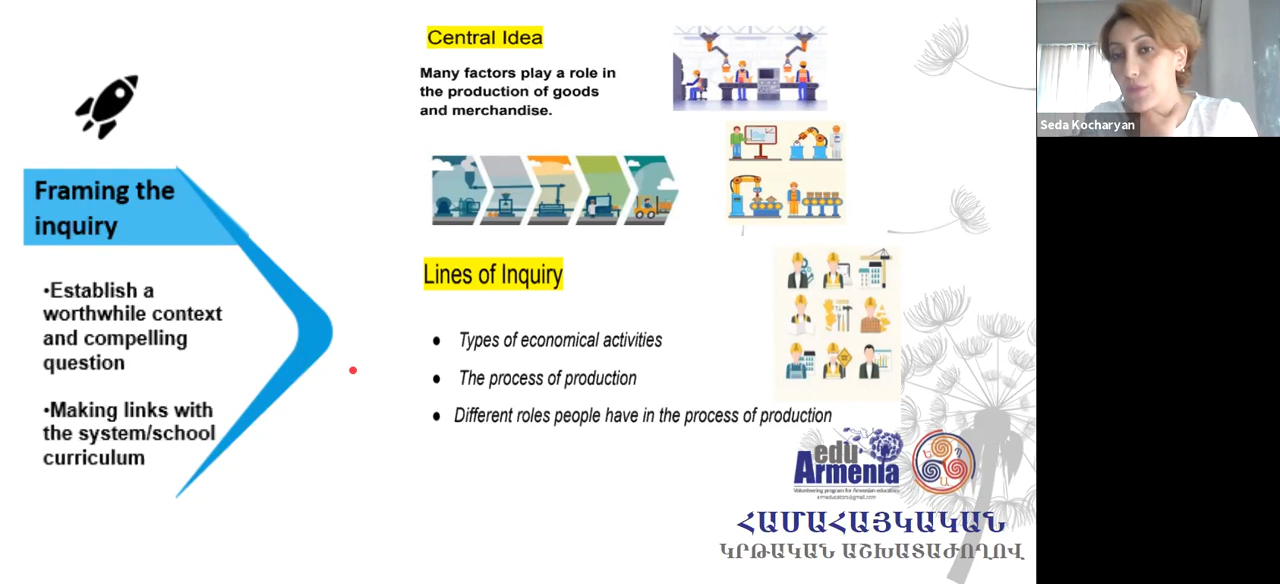 Framing the
inquiry
•Establish a
worthwhile context
and compelling
question
•Making links with
the system/school
curriculum
Central Idea
Many factors play a role in
the production of goods
and merchandise.
Lines of Inquiry
● Types of economical activities
● The process of production
● Different roles people have in the process of production
edu
Armenia
Volunteering program for Armenian educators
armeducators@gmail.com
Ե Պ Ա
ՀԱՄԱՀԱՅԿԱԿԱՆ
ԿՐԹԱԿԱՆ ԱՇԽԱՏԱԺՈՂՈՎ
Seda Kocharyan